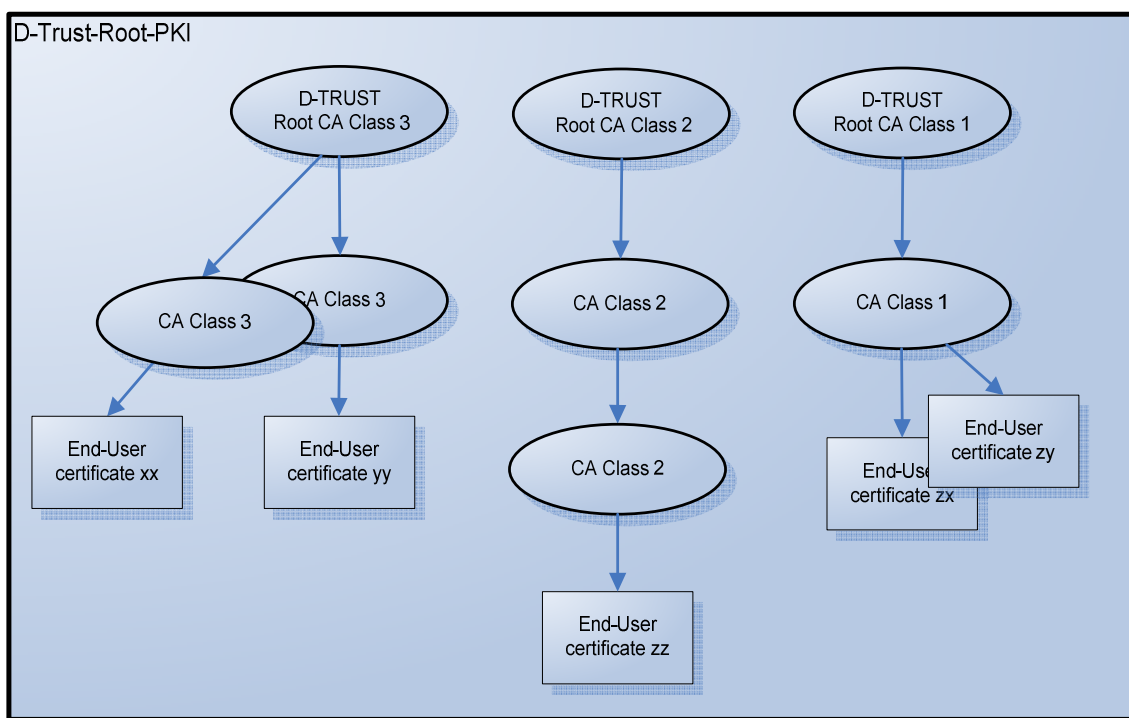 D-Trust-Root-PKI
D-TRUST
Root CA Class 3
D-TRUST
Root CA Class 2
D-TRUST
Root CA Class 1
CA Class 3
CA Class 3
CA Class 2
CA Class 1
End-User
certificate xx
End-User
certificate yy
CA Class 2
End-User
certificate zx
End-User
certificate zy
End-User
certificate zz